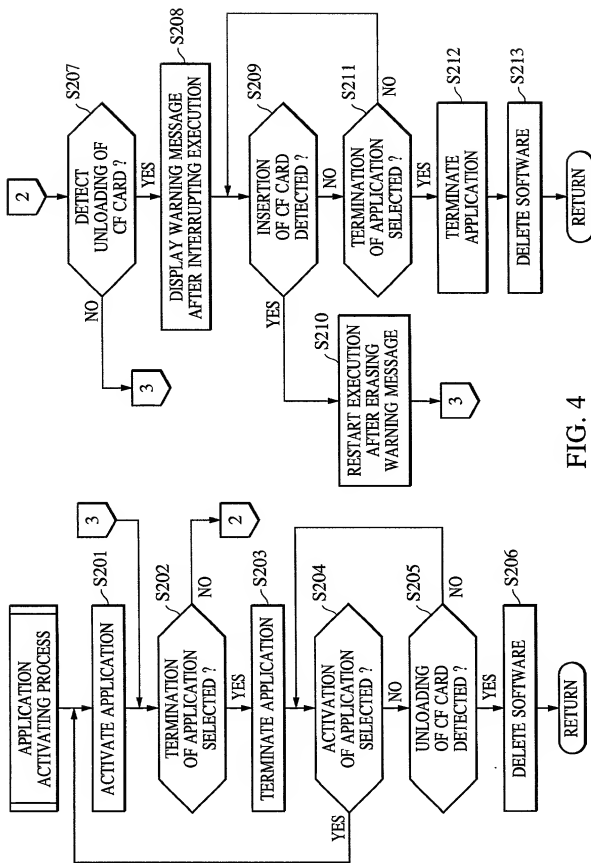 APPLICATION
ACTIVATING PROCESS
S201
ACTIVATE APPLICATION
3
S202
TERMINATION
OF APPLICATION
SELECTED ?
NO
2
YES
S203
TERMINATE APPLICATION
S204
ACTIVATION
OF APPLICATION
SELECTED ?
YES
NO
S205
UNLOADING
OF CF CARD
DETECTED ?
NO
YES
S206
DELETE SOFTWARE
RETURN
2
S207
DETECT
UNLOADING OF
CF CARD ?
NO
3
YES
S208
DISPLAY WARNING MESSAGE
AFTER INTERRUPTING EXECUTION
S209
INSERTION
OF CF CARD
DETECTED ?
YES
NO
S210
RESTART EXECUTION
AFTER ERASING
WARNING MESSAGE
3
S211
TERMINATION
OF APPLICATION
SELECTED ?
NO
YES
S212
TERMINATE
APPLICATION
S213
DELETE SOFTWARE
RETURN
FIG. 4